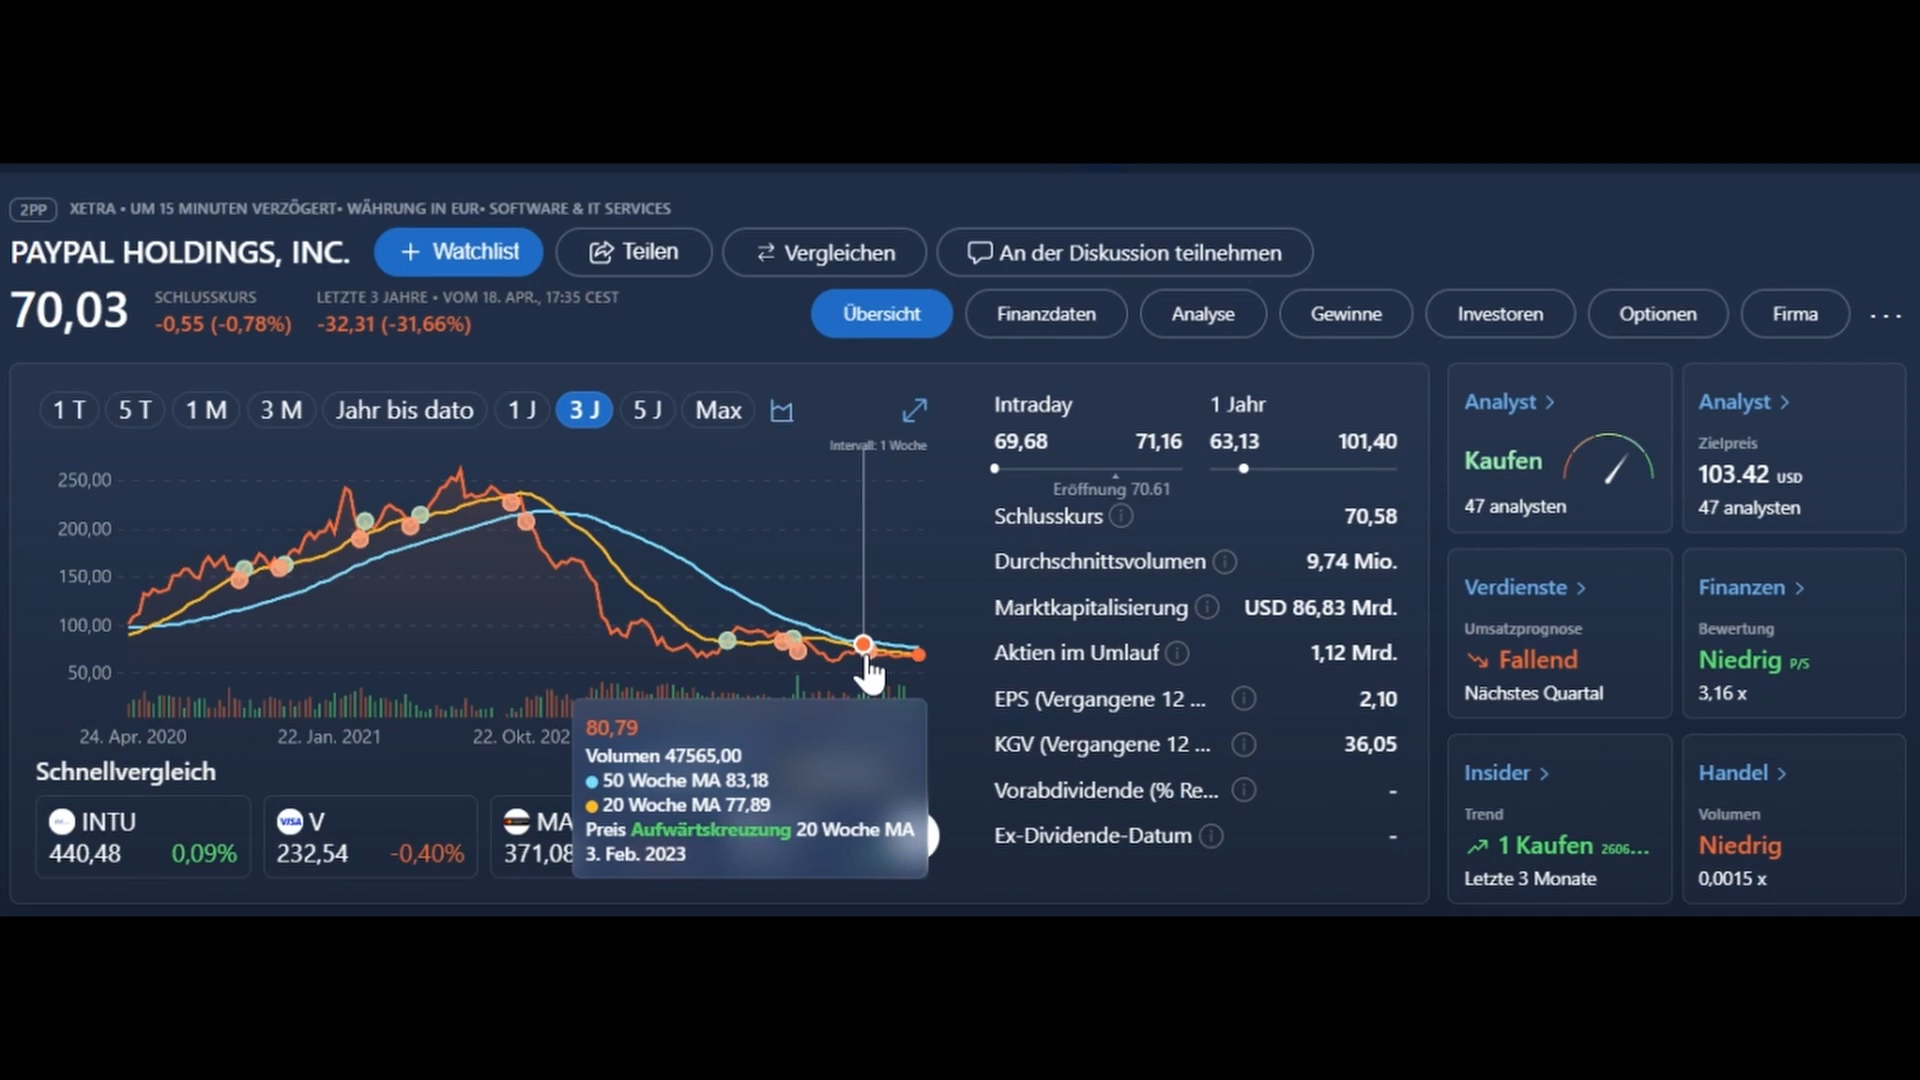 2PP XETRA • UM 15 MINUTEN VERZÖGERT• WÄHRUNG IN EUR• SOFTWARE & IT SERVICES
PAYPAL HOLDINGS, INC. + Watchlist Teilen Vergleichen An der Diskussion teilnehmen
70,03
SCHLUSSKURS
-0,55 (-0,78%)
LETZTE 3 JAHRE • VOM 18. APR., 17:35 CEST
-32,31 (-31,66%)
Übersicht Finanzdaten Analyse Gewinne Investoren Optionen Firma ...
1 T 5 T 1 M 3 M Jahr bis dato 1 J 3 J 5 J Max
Intervall: 1 Woche
250,00
200,00
150,00
100,00
50,00
24. Apr. 2020 22. Jan. 2021 22. Okt. 202
80,79
Volumen 47565,00
50 Woche MA 83,18
20 Woche MA 77,89
Preis Aufwärtskreuzung 20 Woche MA
3. Feb. 2023
Schnellvergleich
INTU
440,48 0,09%
VISA V
232,54 -0,40%
MA
371,08
Intraday
69,68 71,16
Eröffnung 70.61
1 Jahr
63,13 101,40
Schlusskurs 70,58
Durchschnittsvolumen 9,74 Mio.
Marktkapitalisierung USD 86,83 Mrd.
Aktien im Umlauf 1,12 Mrd.
EPS (Vergangene 12 ... 2,10
KGV (Vergangene 12 ... 36,05
Vorabdividende (% Re... -
Ex-Dividende-Datum -
Analyst >
Kaufen
47 analysten
Analyst >
Zielpreis
103.42 USD
47 analysten
Verdienste >
Umsatzprognose
Fallend
Nächstes Quartal
Finanzen >
Bewertung
Niedrig P/S
3,16 x
Insider >
Trend
1 Kaufen 2606...
Letzte 3 Monate
Handel >
Volumen
Niedrig
0,0015 x